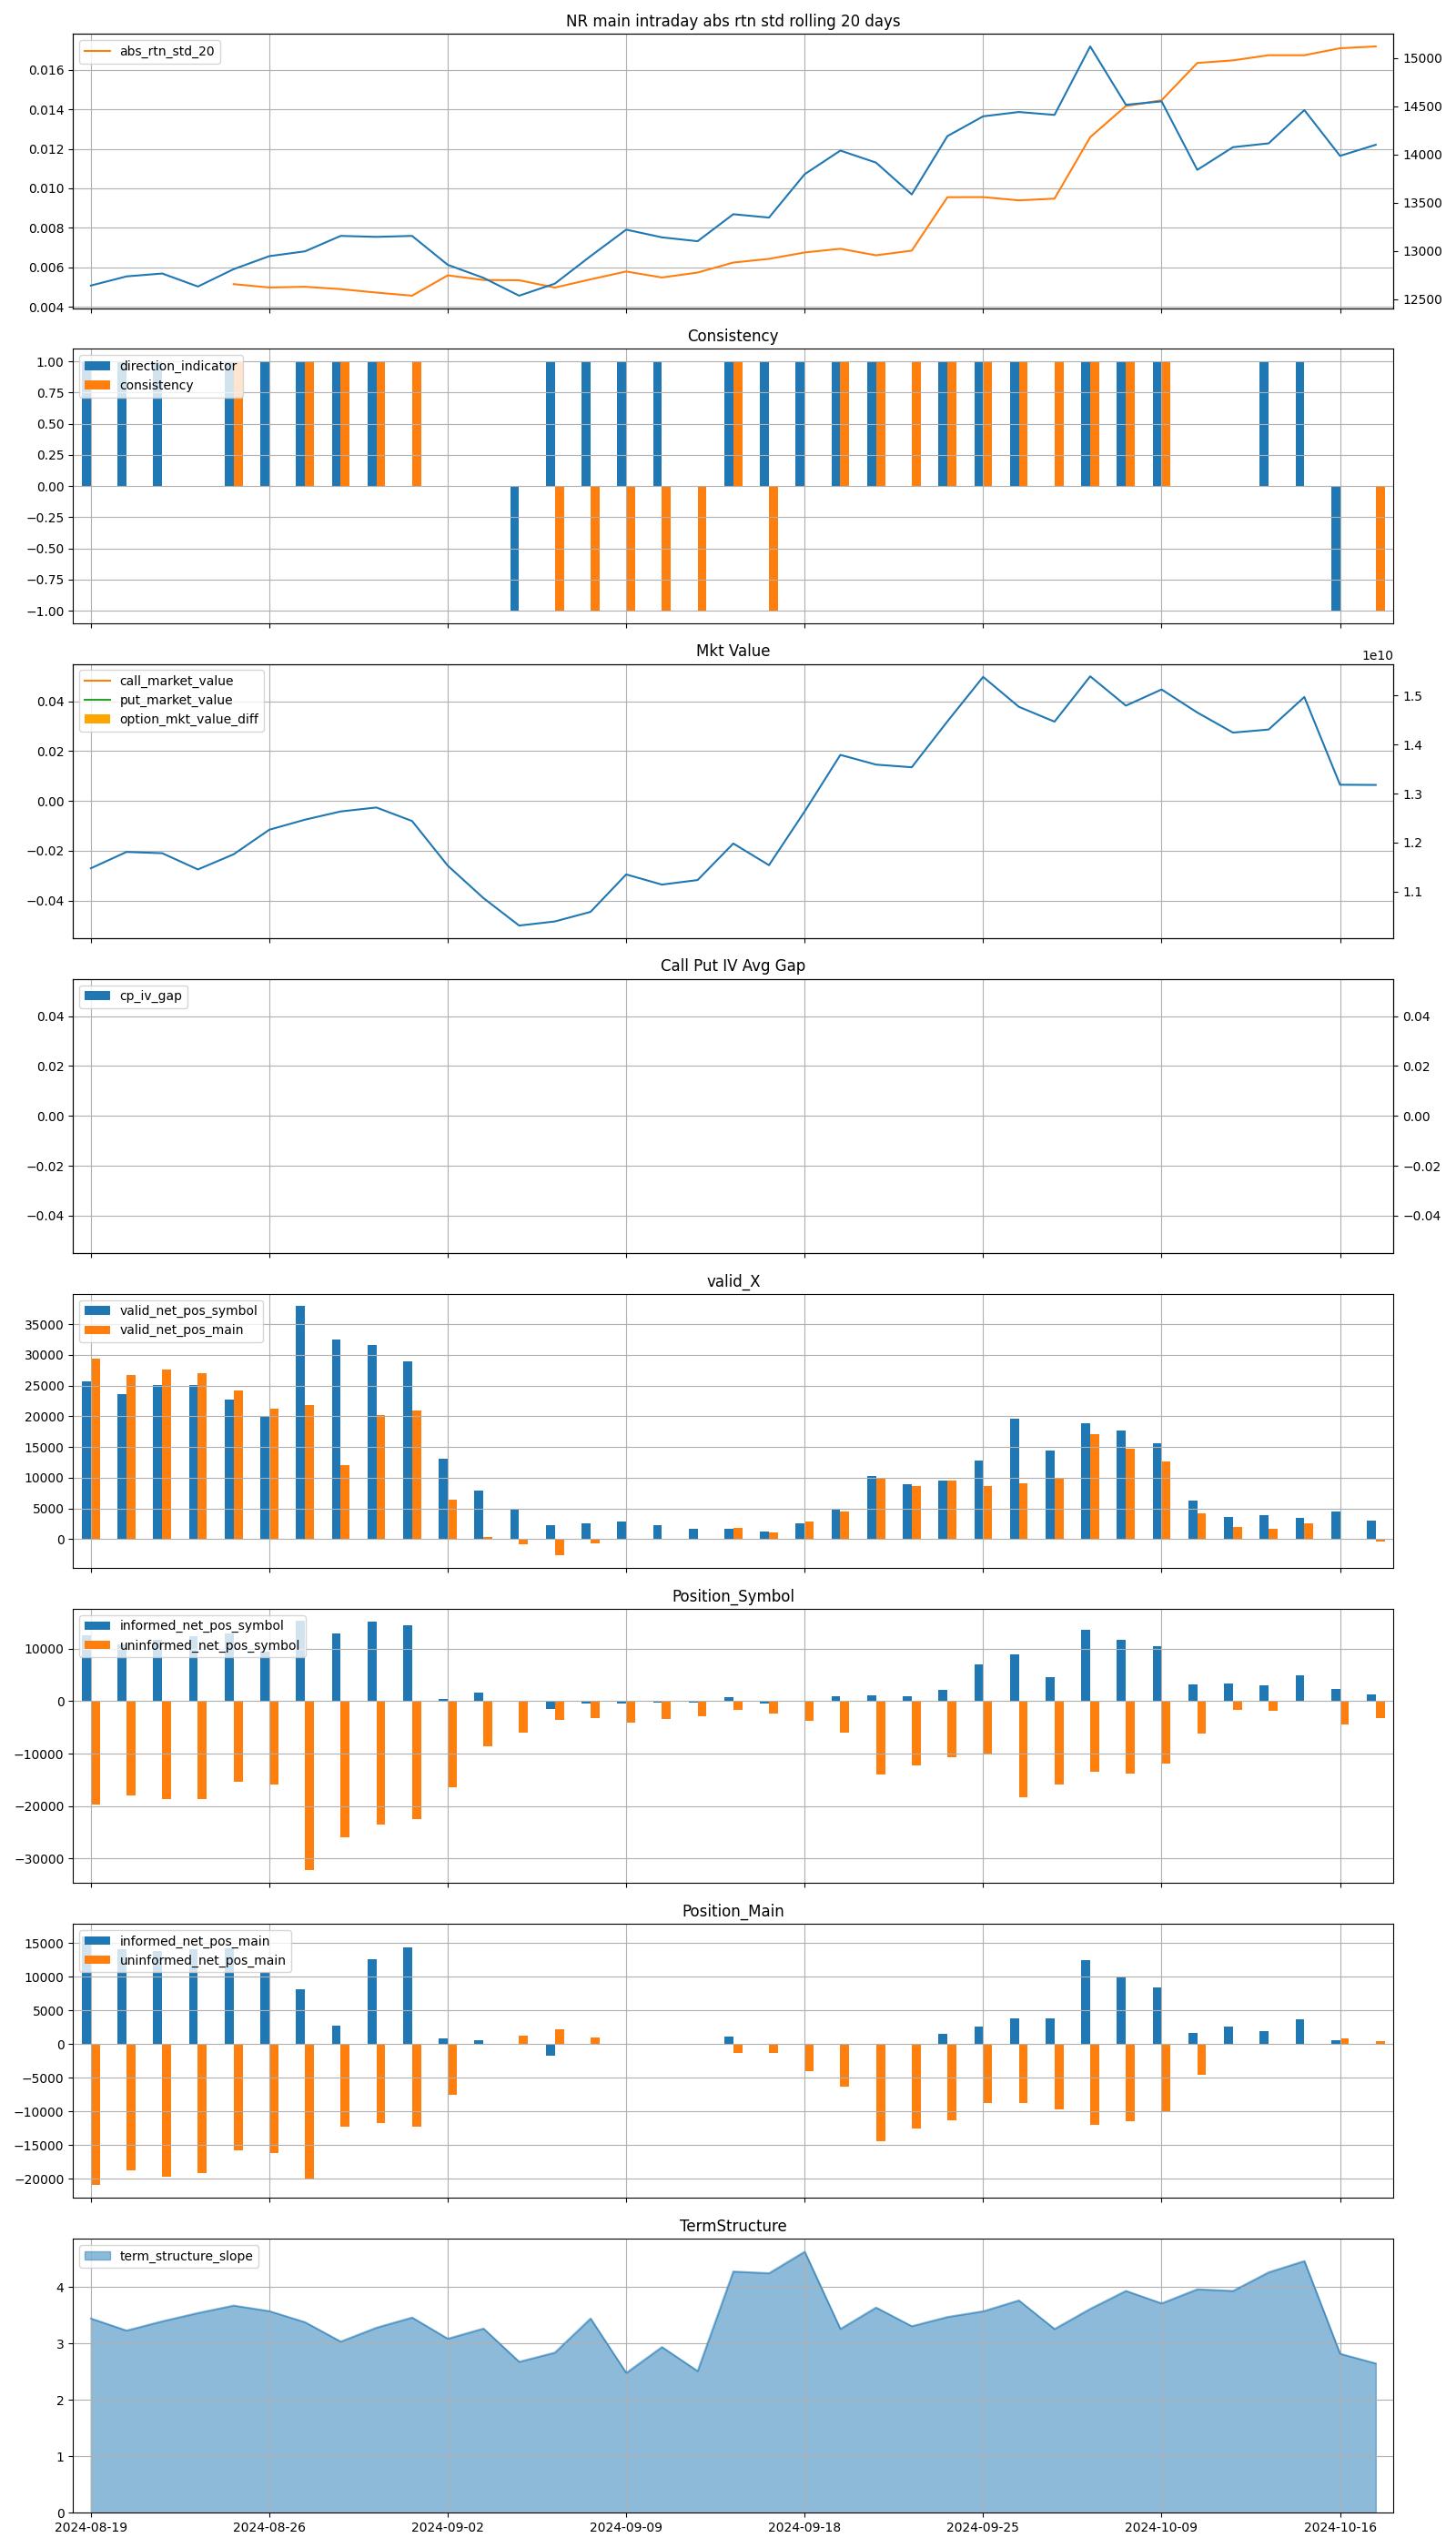 NR main intraday abs rtn std rolling 20 days
abs_rtn_std_20
0.016
0.014
0.012
0.010
0.008
0.006
0.004
15000
14500
14000
13500
13000
12500
Consistency
direction_indicator
consistency
1.00
0.75
0.50
0.25
0.00
−0.25
−0.50
−0.75
−1.00
Mkt Value
1e10
call_market_value
put_market_value
option_mkt_value_diff
0.04
0.02
0.00
−0.02
−0.04
1.5
1.4
1.3
1.2
1.1
Call Put IV Avg Gap
cp_iv_gap
0.04
0.02
0.00
−0.02
−0.04
0.04
0.02
0.00
−0.02
−0.04
valid_X
valid_net_pos_symbol
valid_net_pos_main
35000
30000
25000
20000
15000
10000
5000
0
Position_Symbol
informed_net_pos_symbol
uninformed_net_pos_symbol
10000
0
−10000
−20000
−30000
Position_Main
informed_net_pos_main
uninformed_net_pos_main
15000
10000
5000
0
−5000
−10000
−15000
−20000
TermStructure
term_structure_slope
4
3
2
1
0
2024-08-19 2024-08-26 2024-09-02 2024-09-09 2024-09-18 2024-09-25 2024-10-09 2024-10-16